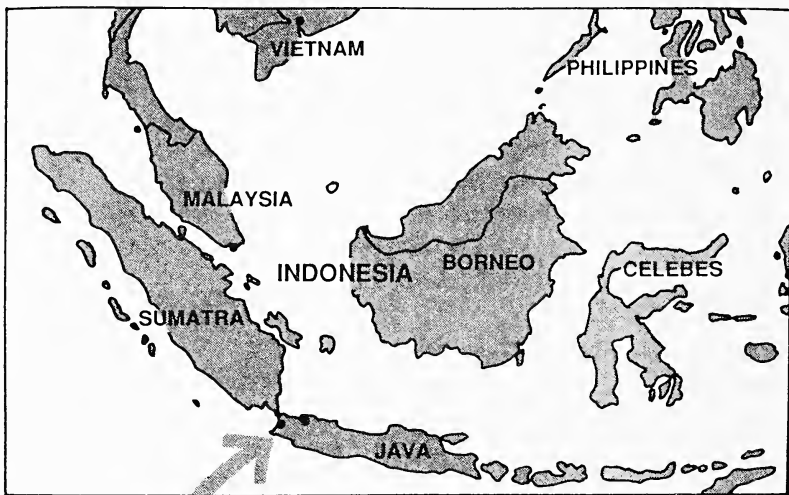 VIETNAM
PHILIPPINES
MALAYSIA
INDONESIA
BORNEO
CELEBES
SUMATRA
JAVA